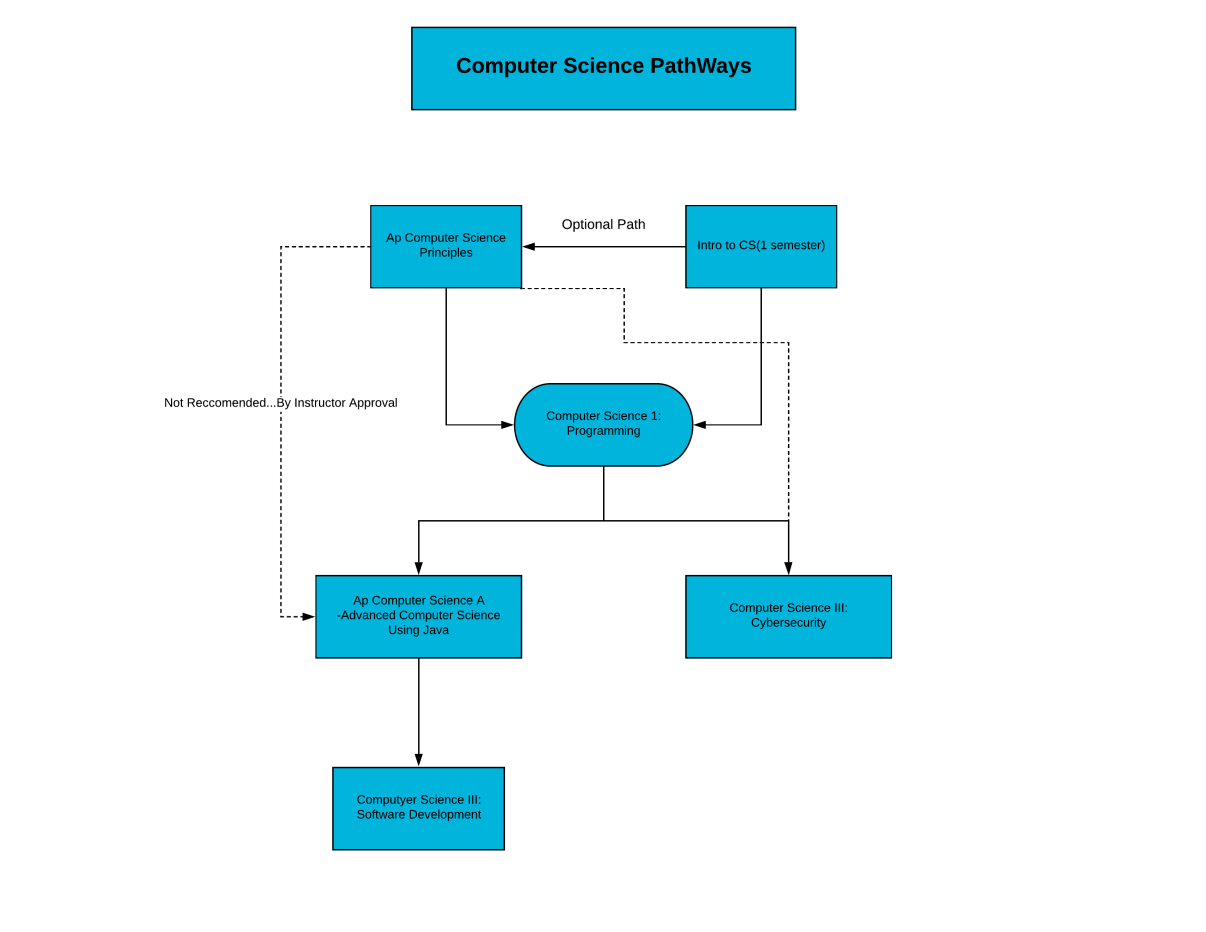 Computer Science PathWays
Optional Path
Ap Computer Science
Principles
Intro to CS(1 semester)
Not Reccomended...By Instructor Approval
Computer Science 1:
Programming
Ap Computer Science A
-Advanced Computer Science
Using Java
Computer Science III:
Cybersecurity
Computyer Science III:
Software Development